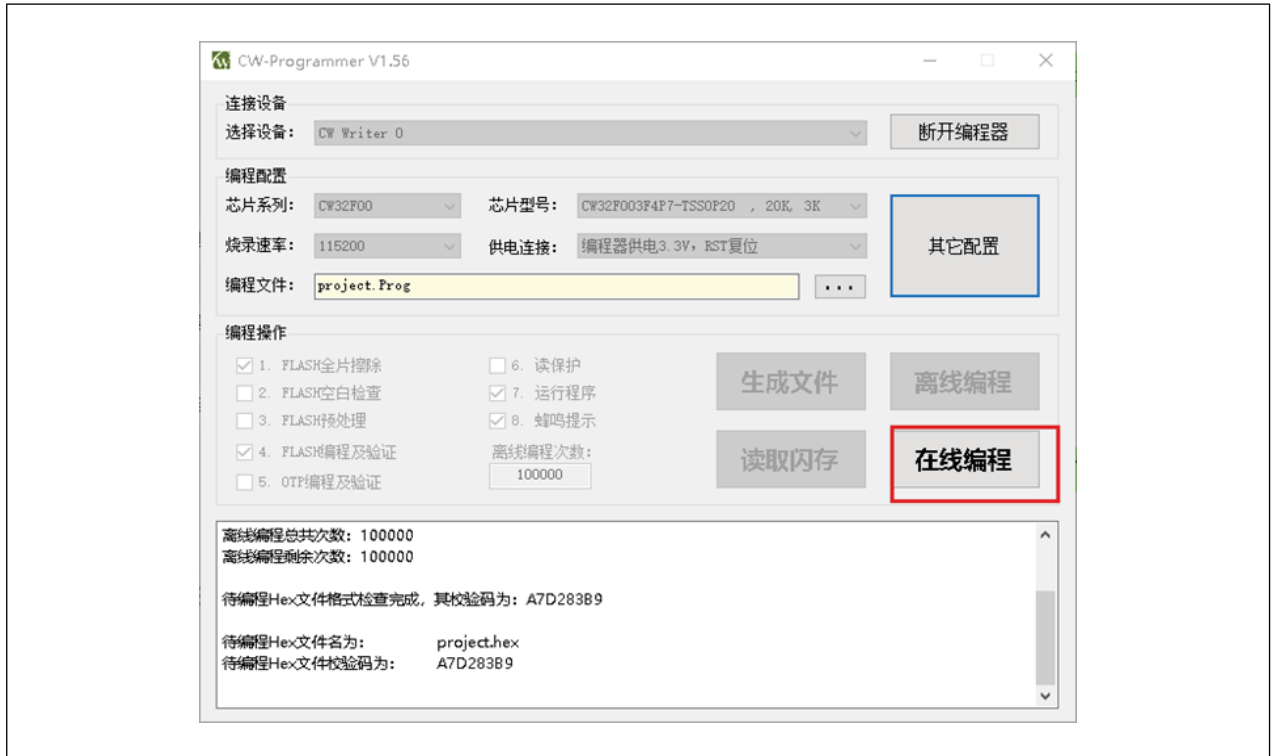 CW-Programmer V1.56
连接设备
选择设备： CW Writer 0 断开编程器
编程配置
芯片系列： CW32F00 芯片型号： CW32F003F4P7-TSSOP20 , 20K, 3K
其它配置
烧录速率： 115200 供电连接： 编程器供电3.3V，RST复位
编程文件： project.Prog ...
编程操作
1. FLASH全片擦除 6. 读保护
2. FLASH空白检查 7. 运行程序
3. FLASH预处理 8. 蜂鸣提示
生成文件 离线编程
4. FLASH编程及验证 离线编程次数：
5. OTP编程及验证 100000
读取闪存 在线编程
离线编程总共次数：100000
离线编程剩余次数：100000
待编程Hex文件格式检查完成，其校验码为：A7D283B9
待编程Hex文件名为： project.hex
待编程Hex文件校验码为： A7D283B9